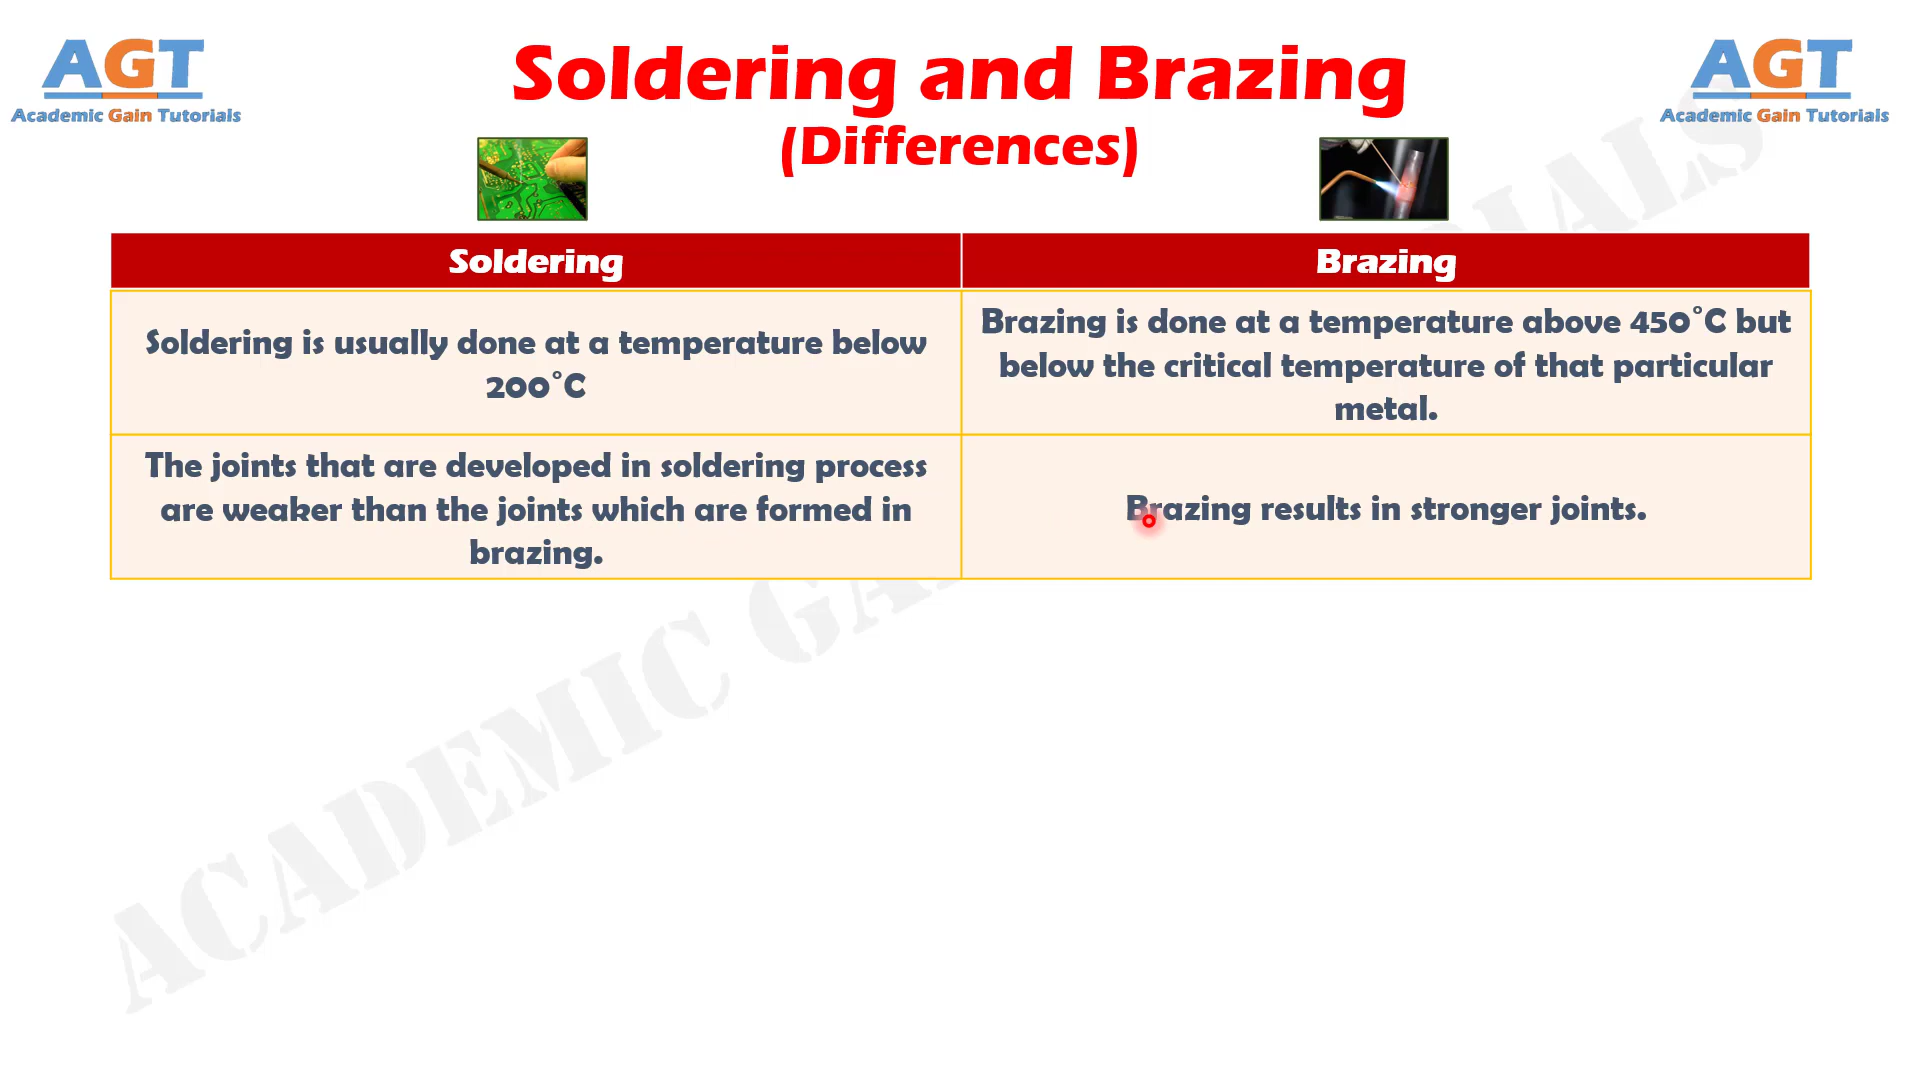 AGT
Academic Gain Tutorials
Soldering and Brazing
(Differences)
AGT
Academic Gain Tutorials
Soldering
Brazing
Soldering is usually done at a temperature below
200°C
Brazing is done at a temperature above 450°C but
below the critical temperature of that particular
metal.
The joints that are developed in soldering process
are weaker than the joints which are formed in
brazing.
Brazing results in stronger joints.
ACADEMIC